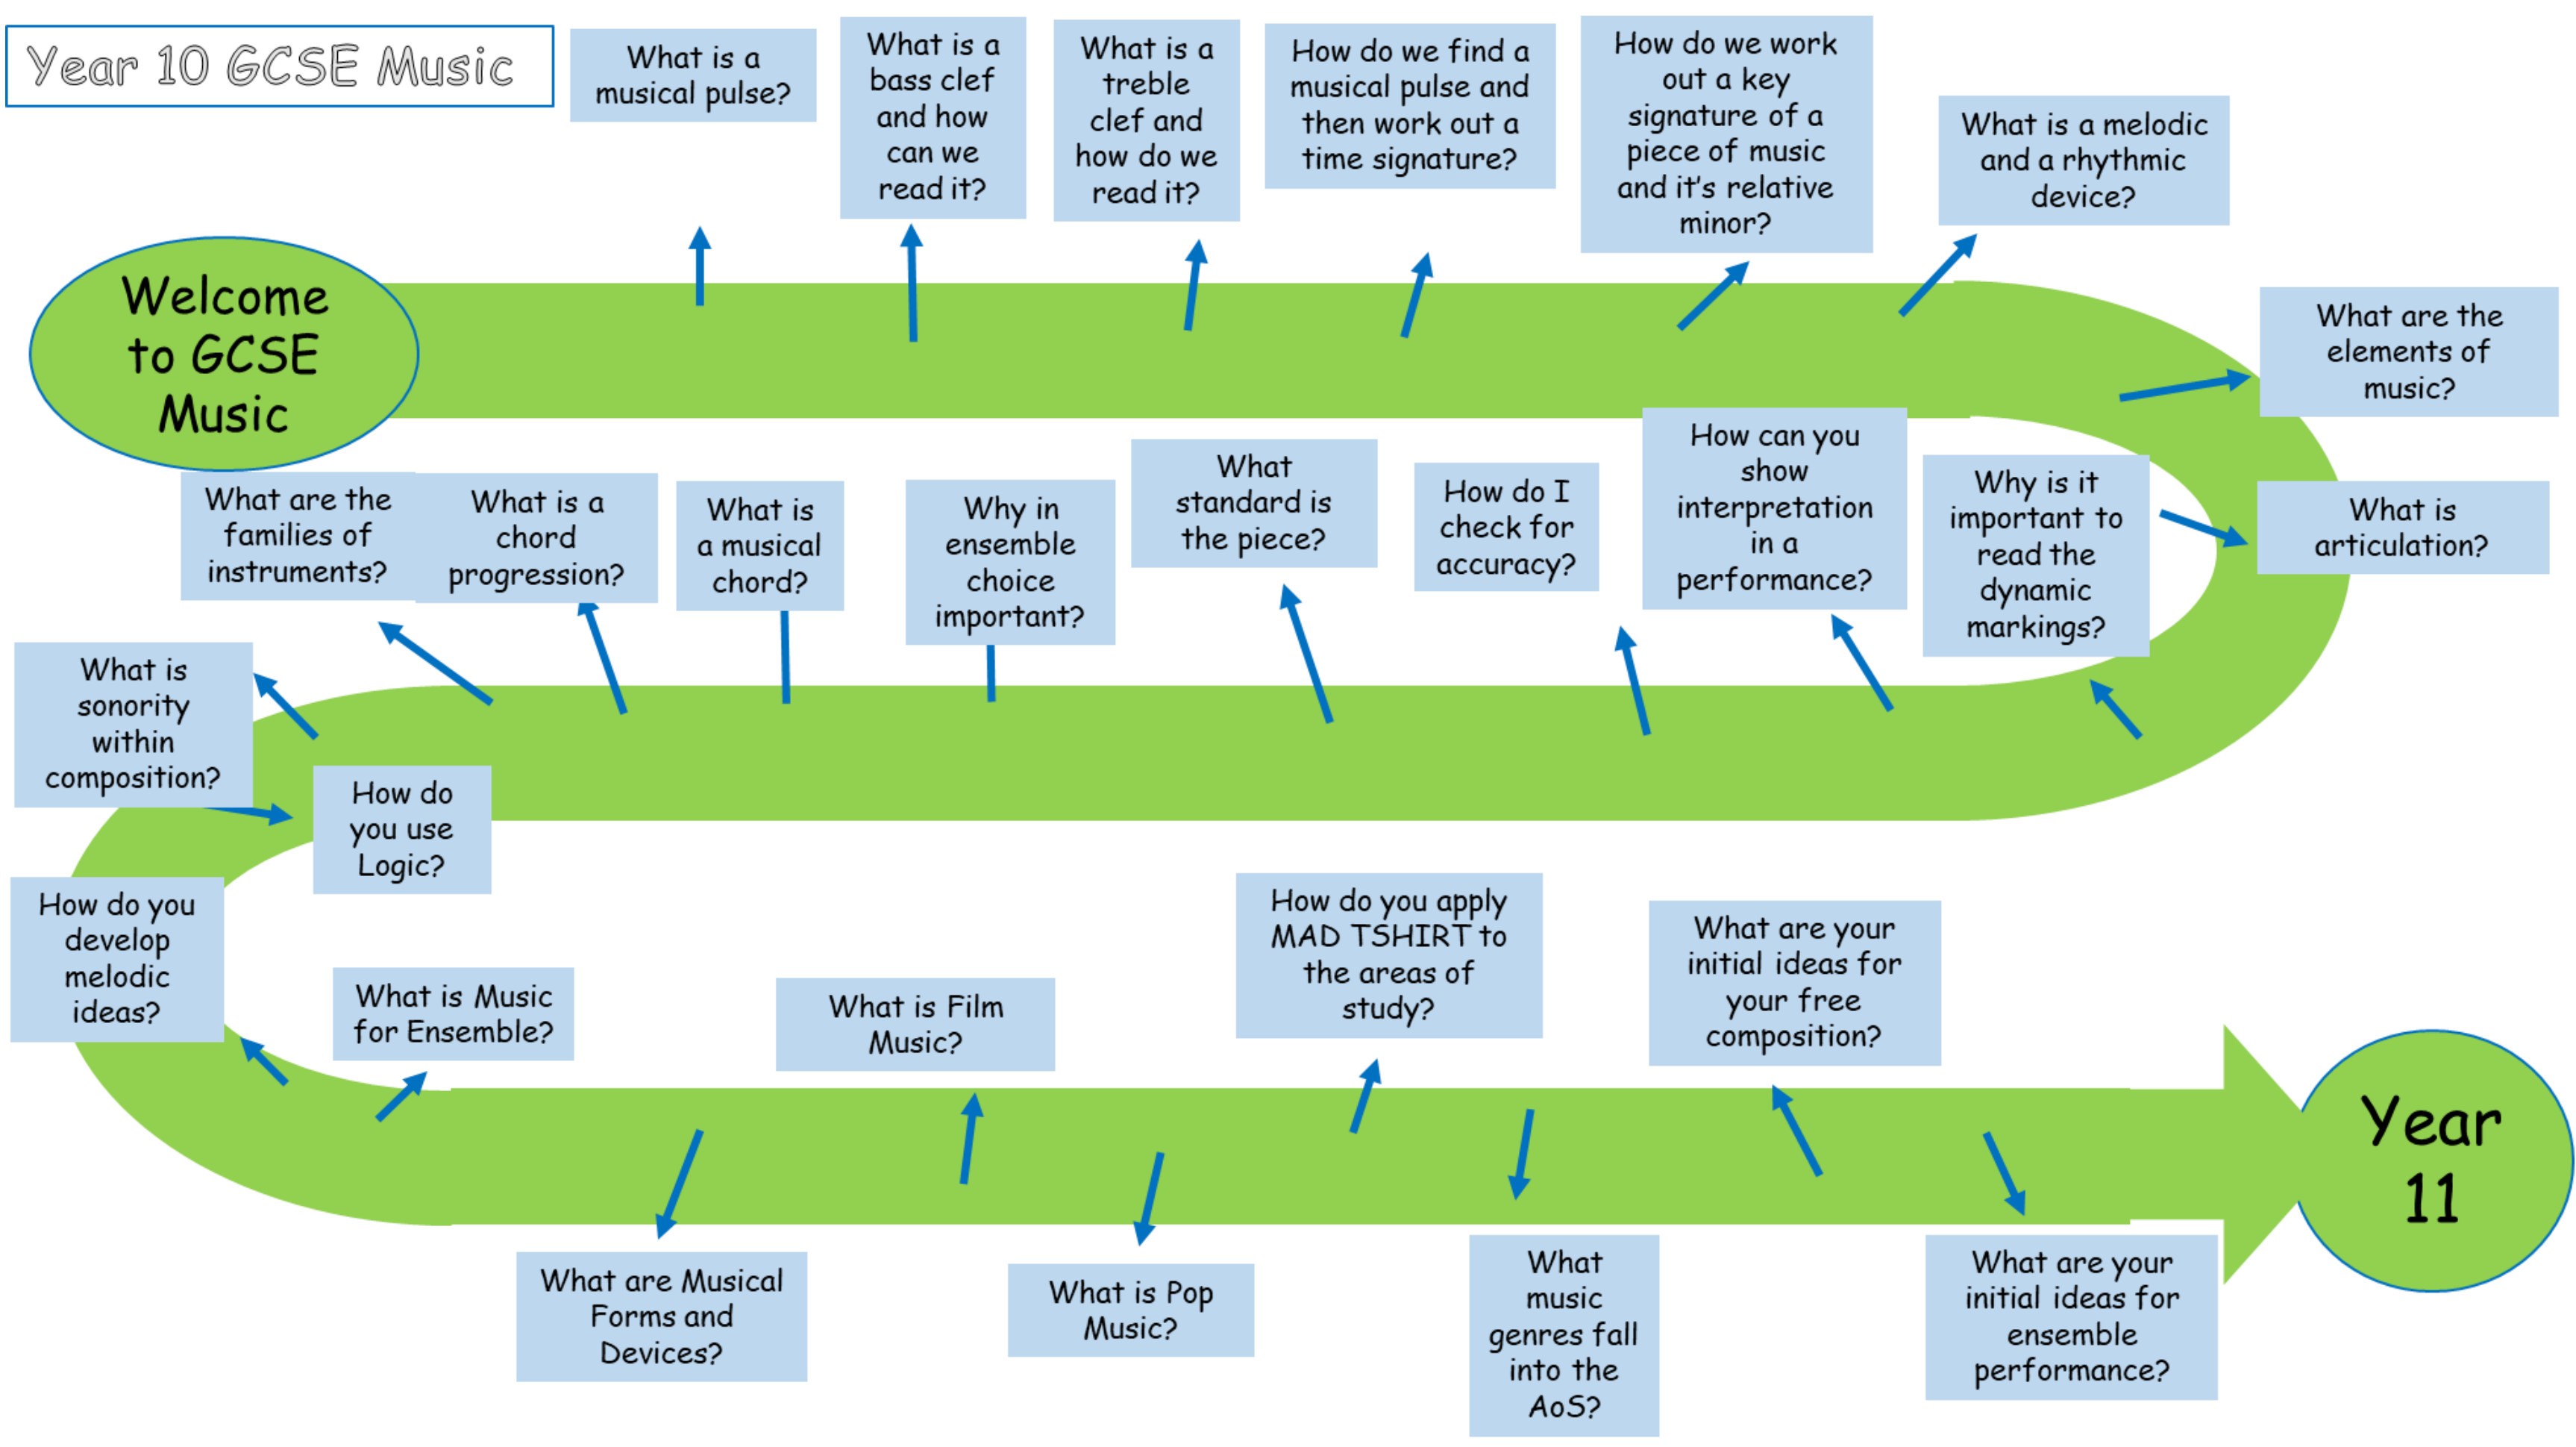 Year 10 GCSE Music
What is a
musical pulse?
What is a
bass clef
and how
can we
read it?
What is a
treble
clef and
how do we
read it?
How do we find a
musical pulse and
then work out a
time signature?
How do we work
out a key
signature of a
piece of music
and it's relative
minor?
What is a melodic
and a rhythmic
device?
Welcome
to GCSE
Music
What are the
elements of
music?
What is
articulation?
Why is it
important to
read the
dynamic
markings?
How can you
show
interpretation
in a
performance?
How do I
check for
accuracy?
What
standard is
the piece?
Why in
ensemble
choice
important?
What is
a musical
chord?
What is a
chord
progression?
What are the
families of
instruments?
What is
sonority
within
composition?
How do
you use
Logic?
How do you
develop
melodic
ideas?
What is Music
for Ensemble?
What are Musical
Forms and
Devices?
What is Film
Music?
What is Pop
Music?
How do you apply
MAD TSHIRT to
the areas of
study?
What
music
genres fall
into the
AoS?
What are your
initial ideas for
your free
composition?
What are your
initial ideas for
ensemble
performance?
Year
11